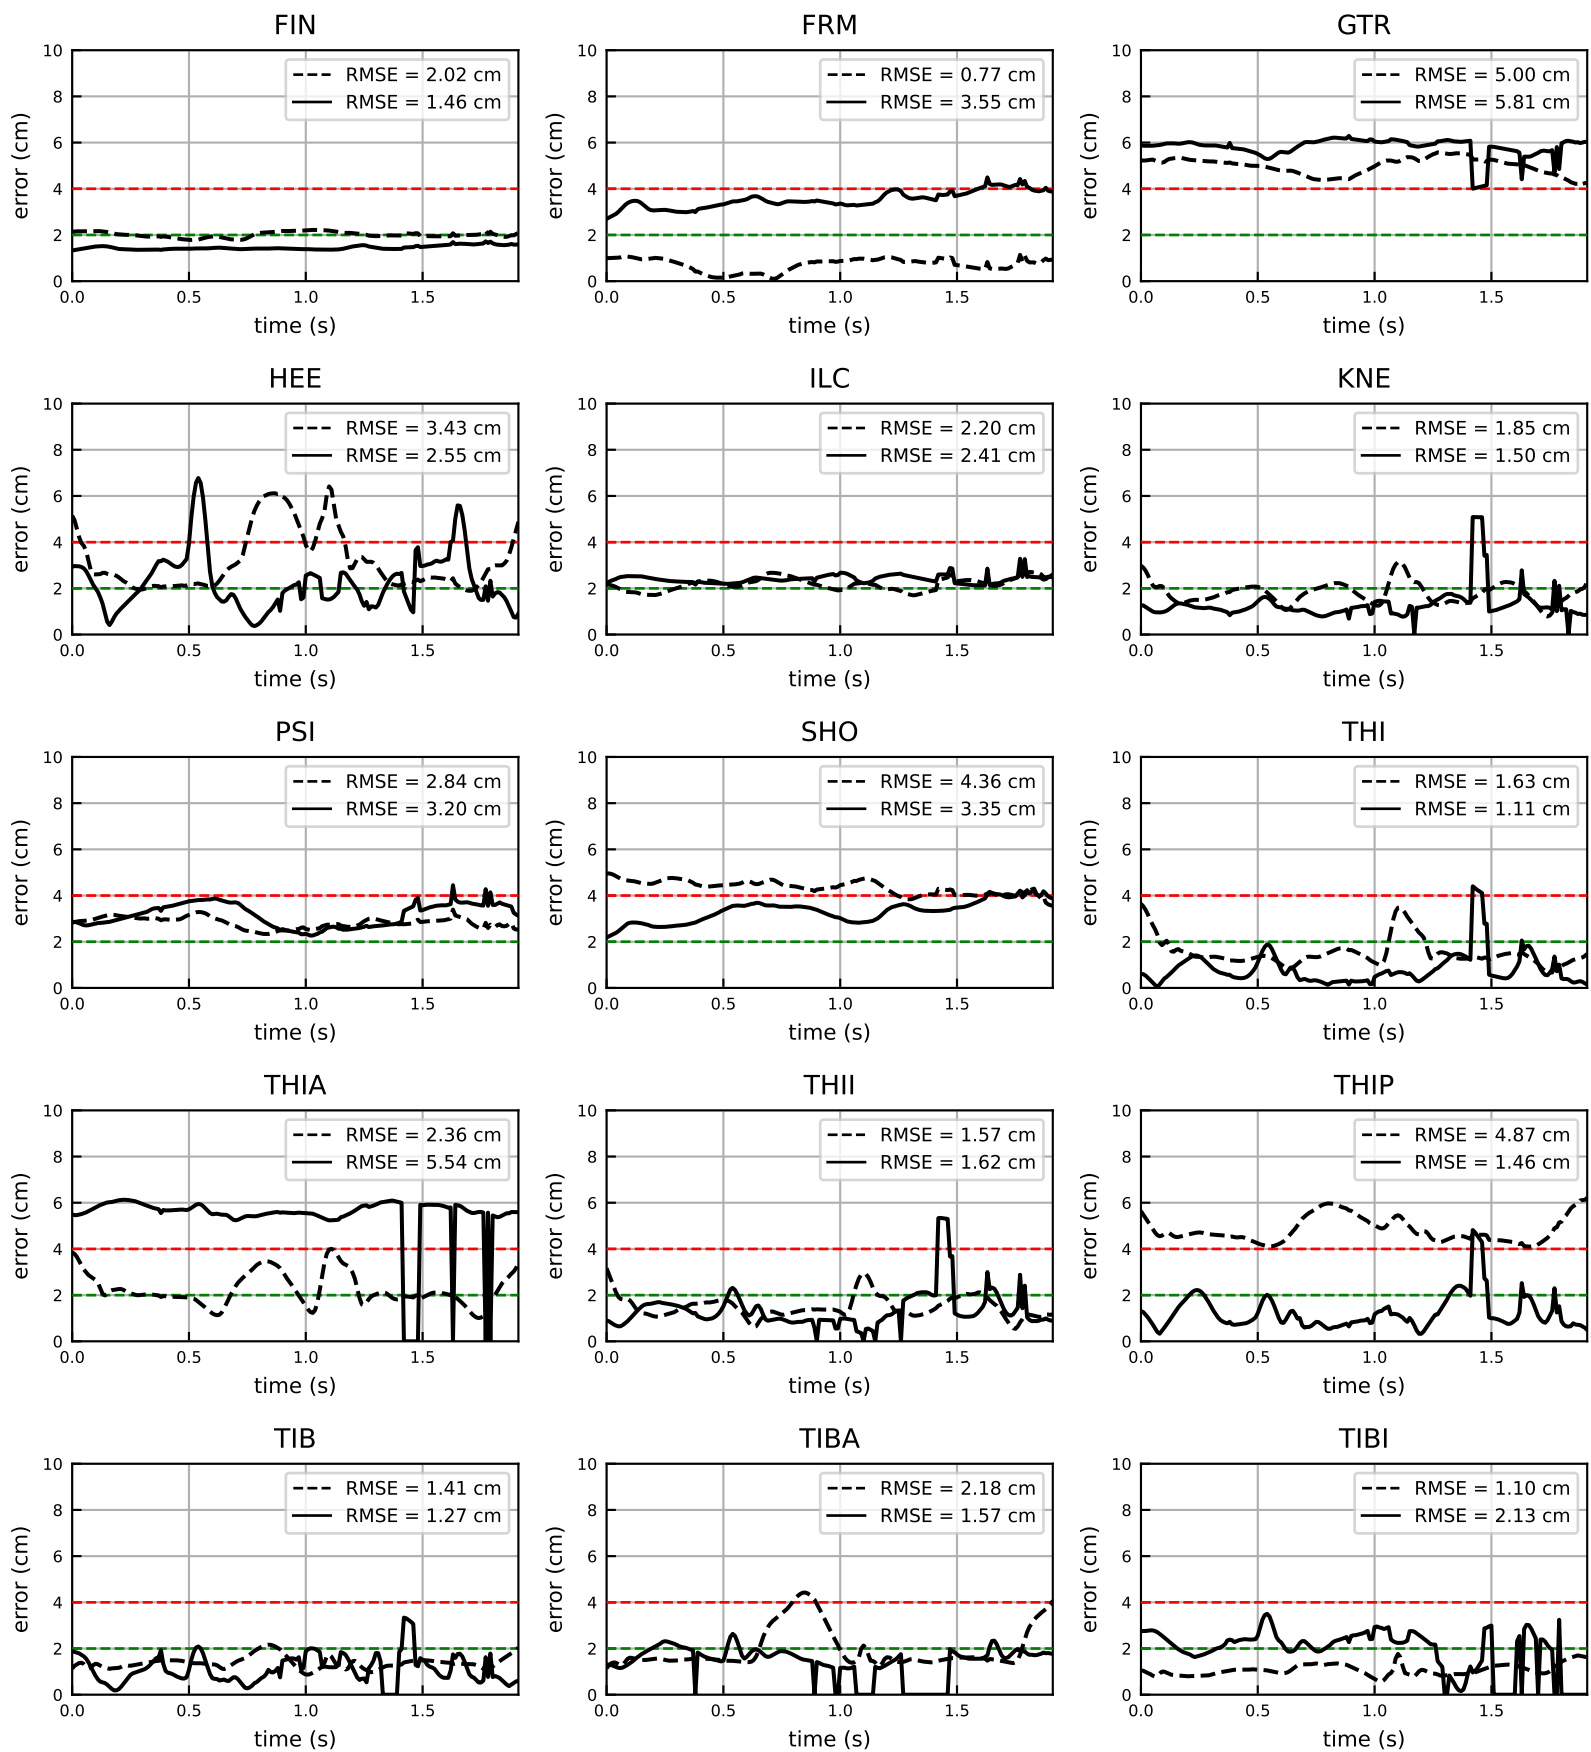 FIN
10
8
6
4
2
0
error (cm)
RMSE = 2.02 cm
RMSE = 1.46 cm
0.0 0.5 1.0 1.5
time (s)
FRM
10
8
6
4
2
0
error (cm)
RMSE = 0.77 cm
RMSE = 3.55 cm
0.0 0.5 1.0 1.5
time (s)
GTR
10
8
6
4
2
0
error (cm)
RMSE = 5.00 cm
RMSE = 5.81 cm
0.0 0.5 1.0 1.5
time (s)
HEE
10
8
6
4
2
0
error (cm)
RMSE = 3.43 cm
RMSE = 2.55 cm
0.0 0.5 1.0 1.5
time (s)
ILC
10
8
6
4
2
0
error (cm)
RMSE = 2.20 cm
RMSE = 2.41 cm
0.0 0.5 1.0 1.5
time (s)
KNE
10
8
6
4
2
0
error (cm)
RMSE = 1.85 cm
RMSE = 1.50 cm
0.0 0.5 1.0 1.5
time (s)
PSI
10
8
6
4
2
0
error (cm)
RMSE = 2.84 cm
RMSE = 3.20 cm
0.0 0.5 1.0 1.5
time (s)
SHO
10
8
6
4
2
0
error (cm)
RMSE = 4.36 cm
RMSE = 3.35 cm
0.0 0.5 1.0 1.5
time (s)
THI
10
8
6
4
2
0
error (cm)
RMSE = 1.63 cm
RMSE = 1.11 cm
0.0 0.5 1.0 1.5
time (s)
THIA
10
8
6
4
2
0
error (cm)
RMSE = 2.36 cm
RMSE = 5.54 cm
0.0 0.5 1.0 1.5
time (s)
THII
10
8
6
4
2
0
error (cm)
RMSE = 1.57 cm
RMSE = 1.62 cm
0.0 0.5 1.0 1.5
time (s)
THIP
10
8
6
4
2
0
error (cm)
RMSE = 4.87 cm
RMSE = 1.46 cm
0.0 0.5 1.0 1.5
time (s)
TIB
10
8
6
4
2
0
error (cm)
RMSE = 1.41 cm
RMSE = 1.27 cm
0.0 0.5 1.0 1.5
time (s)
TIBA
10
8
6
4
2
0
error (cm)
RMSE = 2.18 cm
RMSE = 1.57 cm
0.0 0.5 1.0 1.5
time (s)
TIBI
10
8
6
4
2
0
error (cm)
RMSE = 1.10 cm
RMSE = 2.13 cm
0.0 0.5 1.0 1.5
time (s)